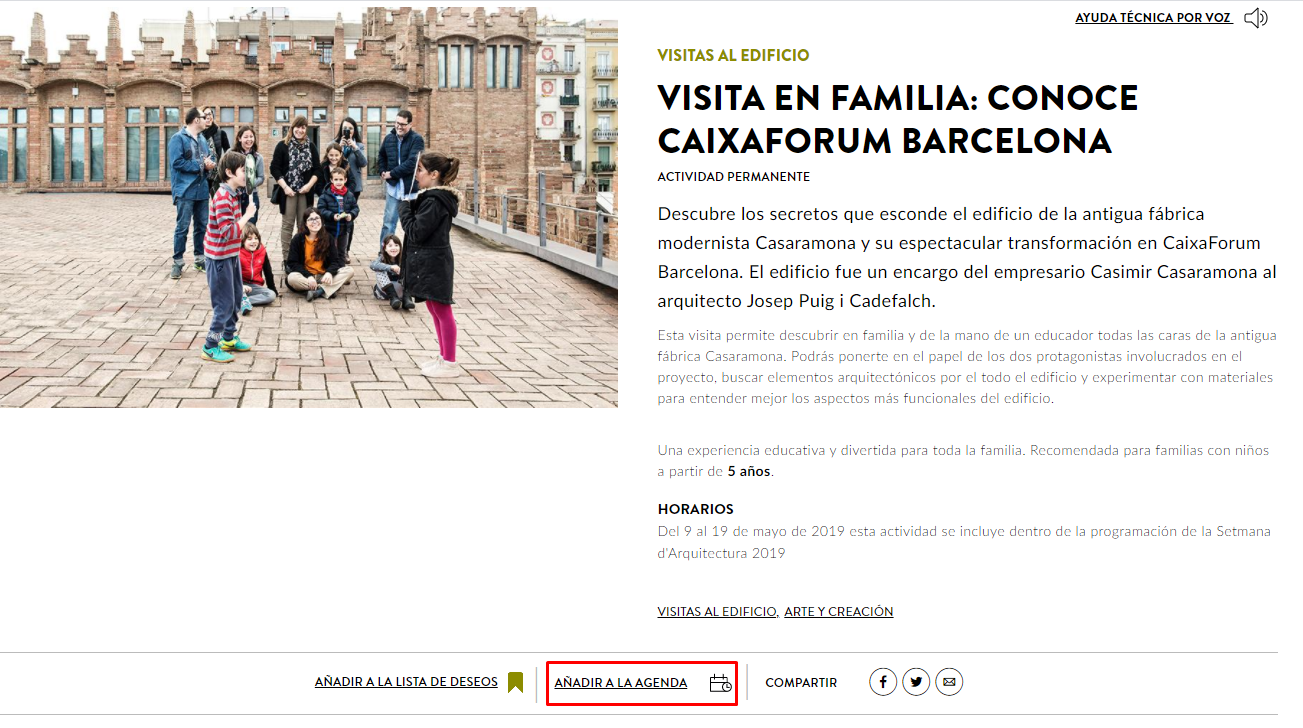 AYUDA TÉCNICA POR VOZ
VISITAS AL EDIFICIO
VISITA EN FAMILIA: CONOCE
CAIXAFORUM BARCELONA
ACTIVIDAD PERMANENTE
Descubre los secretos que esconde el edificio de la antigua fábrica
modernista Casaramona y su espectacular transformación en CaixaForum
Barcelona. El edificio fue un encargo del empresario Casimir Casaramona al
arquitecto Josep Puig i Cadefalch.
Esta visita permite descubrir en familia y de la mano de un educador todas las caras de la antigua
fábrica Casaramona. Podrás ponerte en el papel de los dos protagonistas involucrados en el
proyecto, buscar elementos arquitectónicos por el todo el edificio y experimentar con materiales
para entender mejor los aspectos más funcionales del edificio.
Una experiencia educativa y divertida para toda la familia. Recomendada para familias con niños
a partir de 5 años.
HORARIOS
Del 9 al 19 de mayo de 2019 esta actividad se incluye dentro de la programación de la Setmana
d'Arquitectura 2019
VISITAS AL EDIFICIO, ARTE Y CREACIÓN
AÑADIR A LA LISTA DE DESEOS AÑADIR A LA AGENDA COMPARTIR